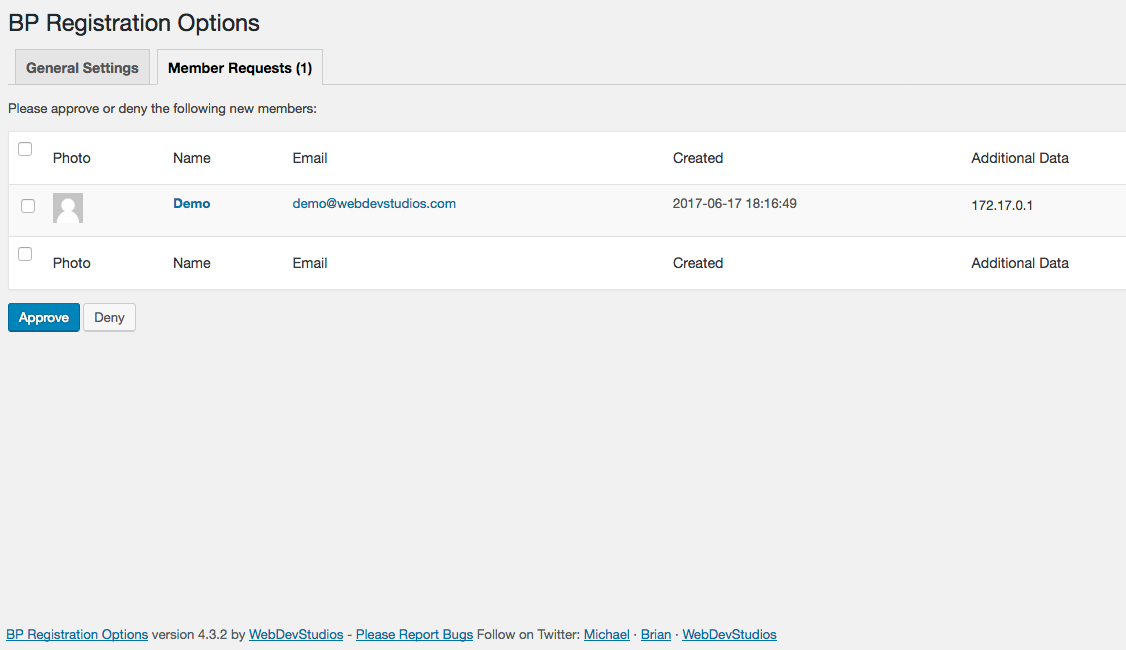 BP Registration Options
General Settings Member Requests (1)
Please approve or deny the following new members:
Photo Name Email Created Additional Data
Demo demo@webdevstudios.com 2017-06-17 18:16:49 172.17.0.1
Photo Name Email Created Additional Data
Approve Deny
BP Registration Options version 4.3.2 by WebDevStudios - Please Report Bugs Follow on Twitter: Michael · Brian · WebDevStudios